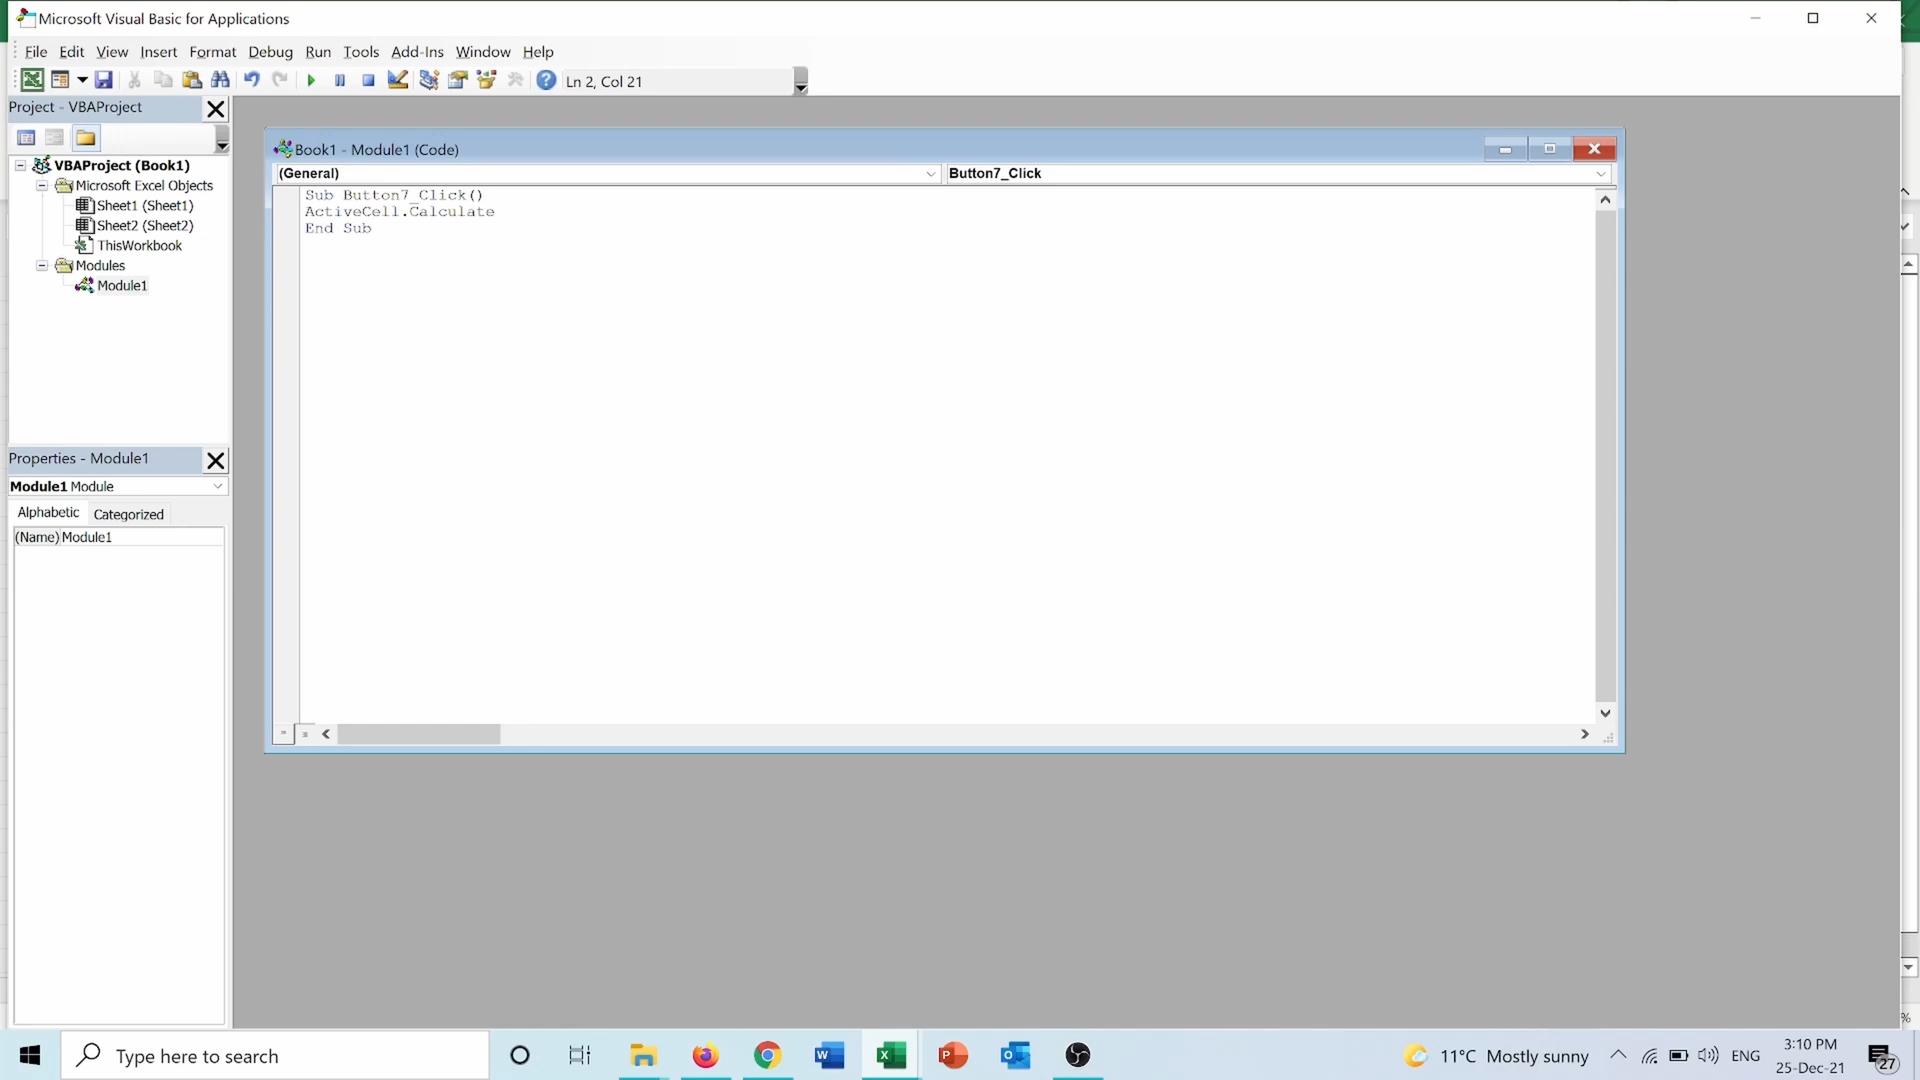 Microsoft Visual Basic for Applications
File Edit View Insert Format Debug Run Tools Add-Ins Window Help
Ln 2, Col 21
Project - VBAProject
VBAProject (Book1)
Microsoft Excel Objects
Sheet1 (Sheet1)
Sheet2 (Sheet2)
ThisWorkbook
Modules
Module1
Properties - Module1
Module1 Module
Alphabetic Categorized
(Name) Module1
Book1 - Module1 (Code)
(General) Button7_Click
Sub Button7_Click()
ActiveCell.Calculate
End Sub
%
Type here to search
11°C Mostly sunny
ENG
3:10 PM
25-Dec-21
27